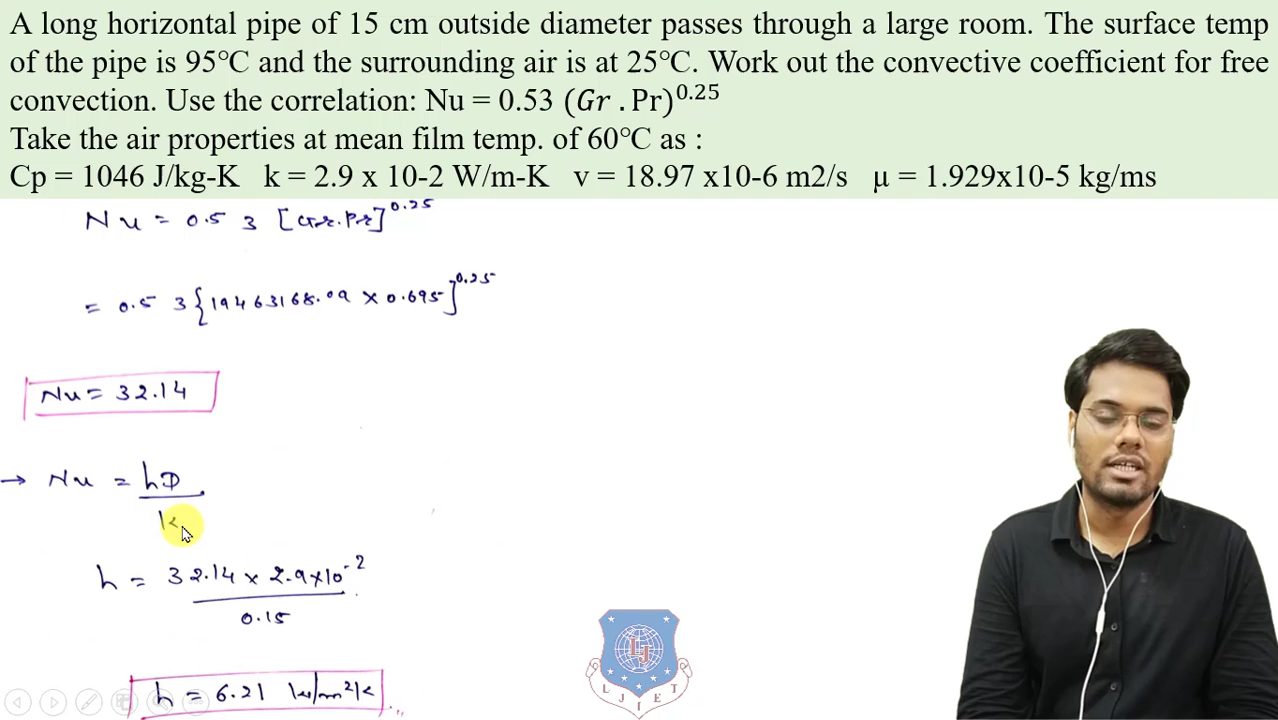 A long horizontal pipe of 15 cm outside diameter passes through a large room. The surface temp
of the pipe is 95°C and the surrounding air is at 25°C. Work out the convective coefficient for free
convection. Use the correlation: Nu = 0.53 (Gr . Pr)^0.25
Take the air properties at mean film temp. of 60°C as :
Cp = 1046 J/kg-K k = 2.9 x 10-2 W/m-K v = 18.97 x10-6 m2/s µ = 1.929x10-5 kg/ms
Nu = 0.53 [Gr.Pr]^0.25
= 0.53 {19463168.09 × 0.695]^0.25
Nu = 32.14
→ Nu = hD
k
h = 32.14 × 2.9×10^-2
0.15
h = 6.21 W/m²K
LJIET